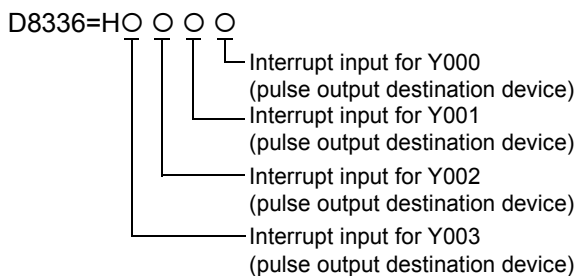 D8336=H○ ○ ○ ○
Interrupt input for Y000
(pulse output destination device)
Interrupt input for Y001
(pulse output destination device)
Interrupt input for Y002
(pulse output destination device)
Interrupt input for Y003
(pulse output destination device)